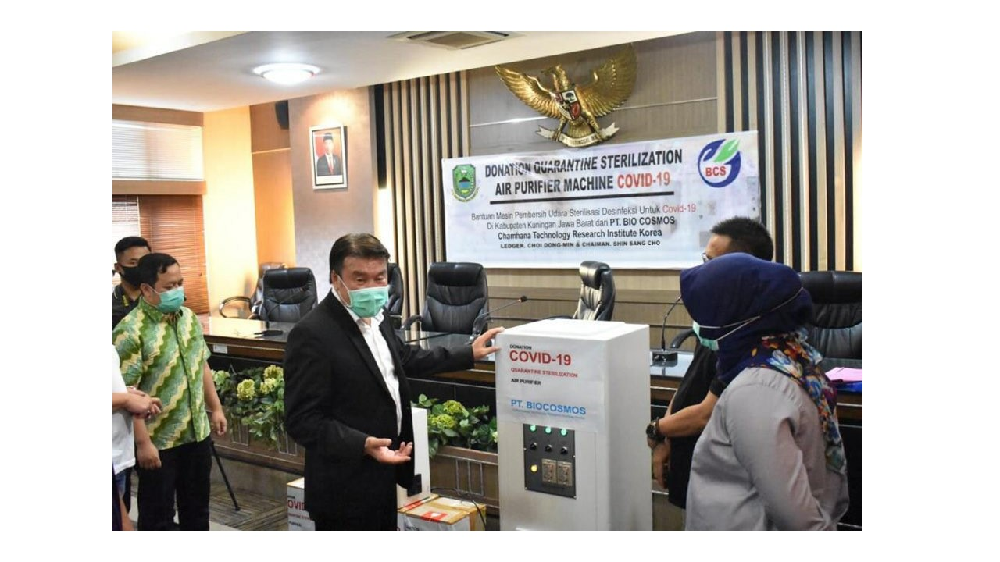 DONATION QUARANTINE STERILIZATION
AIR PURIFIER MACHINE COVID-19
BCS
Bantuan Mesin Pembersih Udara Sterilisasi Desinfeksi Untuk Covid-19
Di Kabupaten Kuningan Jawa Barat dari PT. BIO COSMOS
Chamhana Technology Research Institute Korea
LEDGER. CHOI DONG-MIN & CHAIMAN. SHIN SANG CHO
DONATION
COVID-19
QUARANTINE STERILIZATION
AIR PURIFIER
PT. BIOCOSMOS